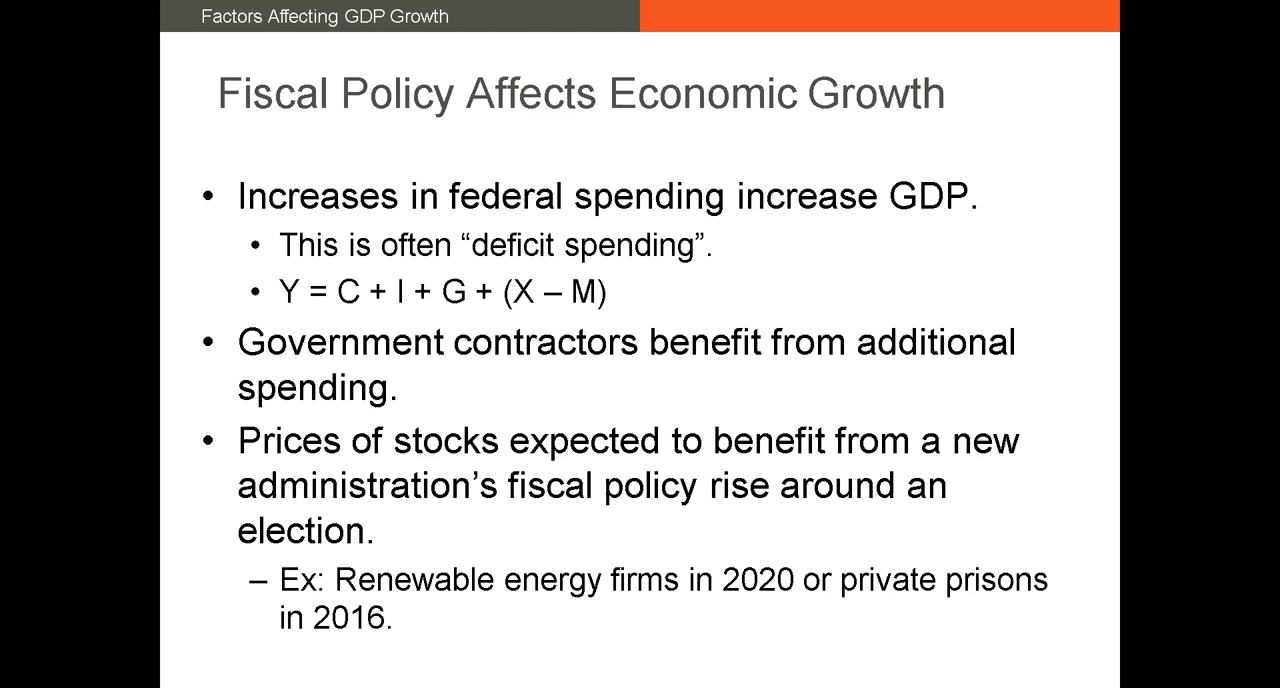 Factors Affecting GDP Growth
Fiscal Policy Affects Economic Growth
• Increases in federal spending increase GDP.
• This is often “deficit spending”.
• Y = C + I + G + (X – M)
• Government contractors benefit from additional
spending.
• Prices of stocks expected to benefit from a new
administration’s fiscal policy rise around an
election.
– Ex: Renewable energy firms in 2020 or private prisons
in 2016.